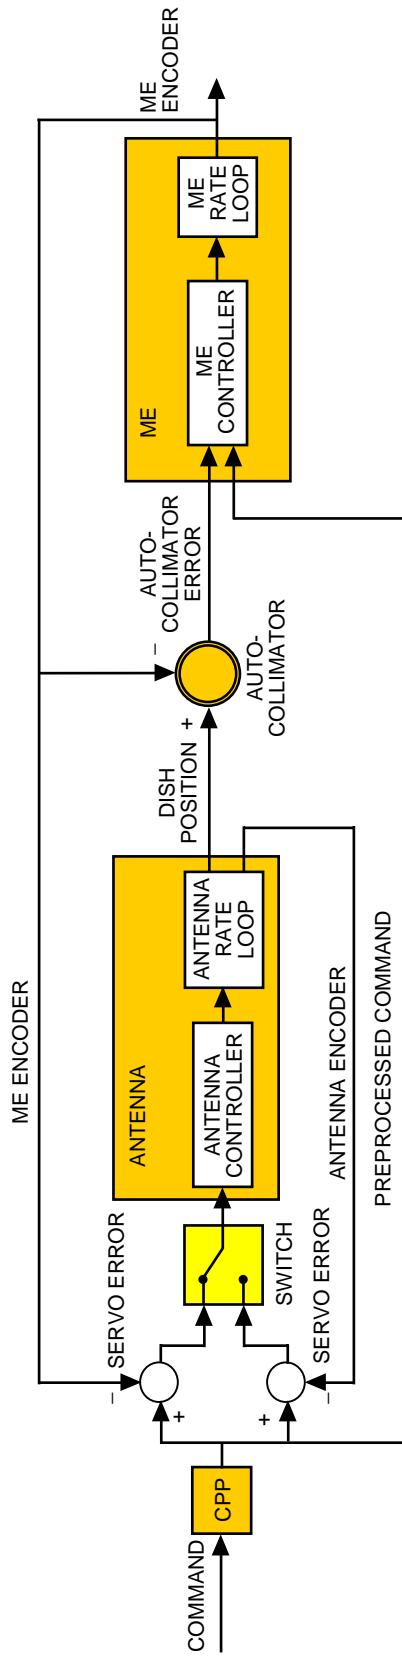 COMMAND
CPP
+
+
–
–
SERVO ERROR
SERVO ERROR
SWITCH
ME ENCODER
ANTENNA
ANTENNA
CONTROLLER
ANTENNA
RATE
LOOP
ANTENNA ENCODER
PREPROCESSED COMMAND
DISH
POSITION
+
–
AUTO-
COLLIMATOR
AUTO-
COLLIMATOR
ERROR
ME
ME
CONTROLLER
ME
RATE
LOOP
ME
ENCODER